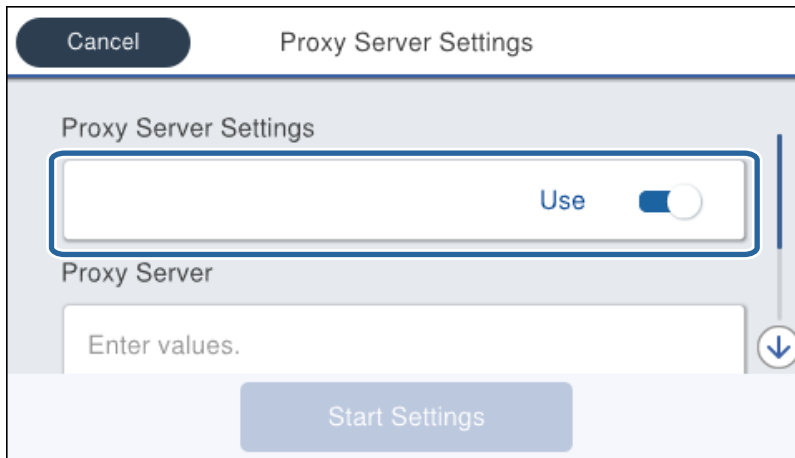 Cancel
Proxy Server Settings
Proxy Server Settings
Use
Proxy Server
Enter values.
Start Settings